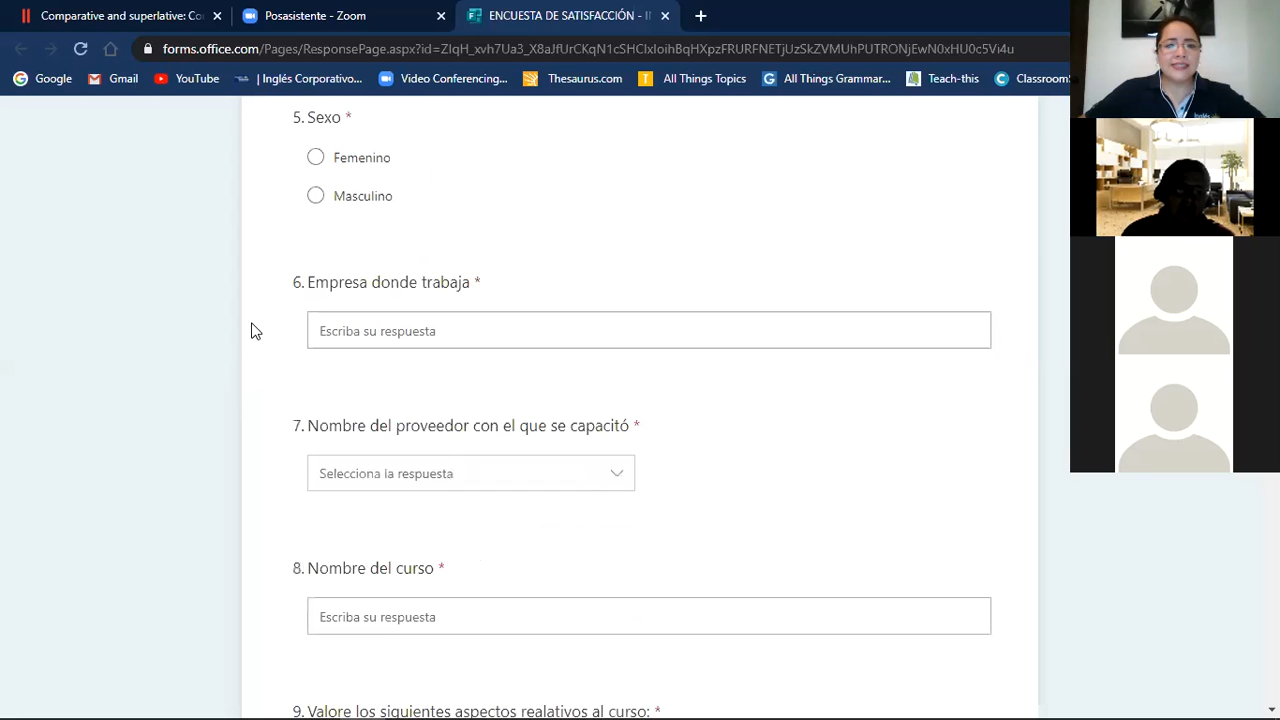 Comparative and superlative: Co
Posasistente - Zoom
ENCUESTA DE SATISFACCIÓN - I
forms.office.com/Pages/ResponsePage.aspx?id=ZIqH_xvh7Ua3_X8aJfUrCKqN1cSHCIxIoihBqHXpzFRURFNETjUzSkZVMUhPUTRONjEwN0xHU0c5Vi4u
Google
Gmail
YouTube
| Inglés Corporativo...
Video Conferencing...
Thesaurus.com
All Things Topics
All Things Grammar...
Teach-this
Classroom
5. Sexo *
Femenino
Masculino
6. Empresa donde trabaja *
Escriba su respuesta
7. Nombre del proveedor con el que se capacitó *
Selecciona la respuesta
8. Nombre del curso *
Escriba su respuesta
9. Valore los siguientes aspectos realativos al curso: *